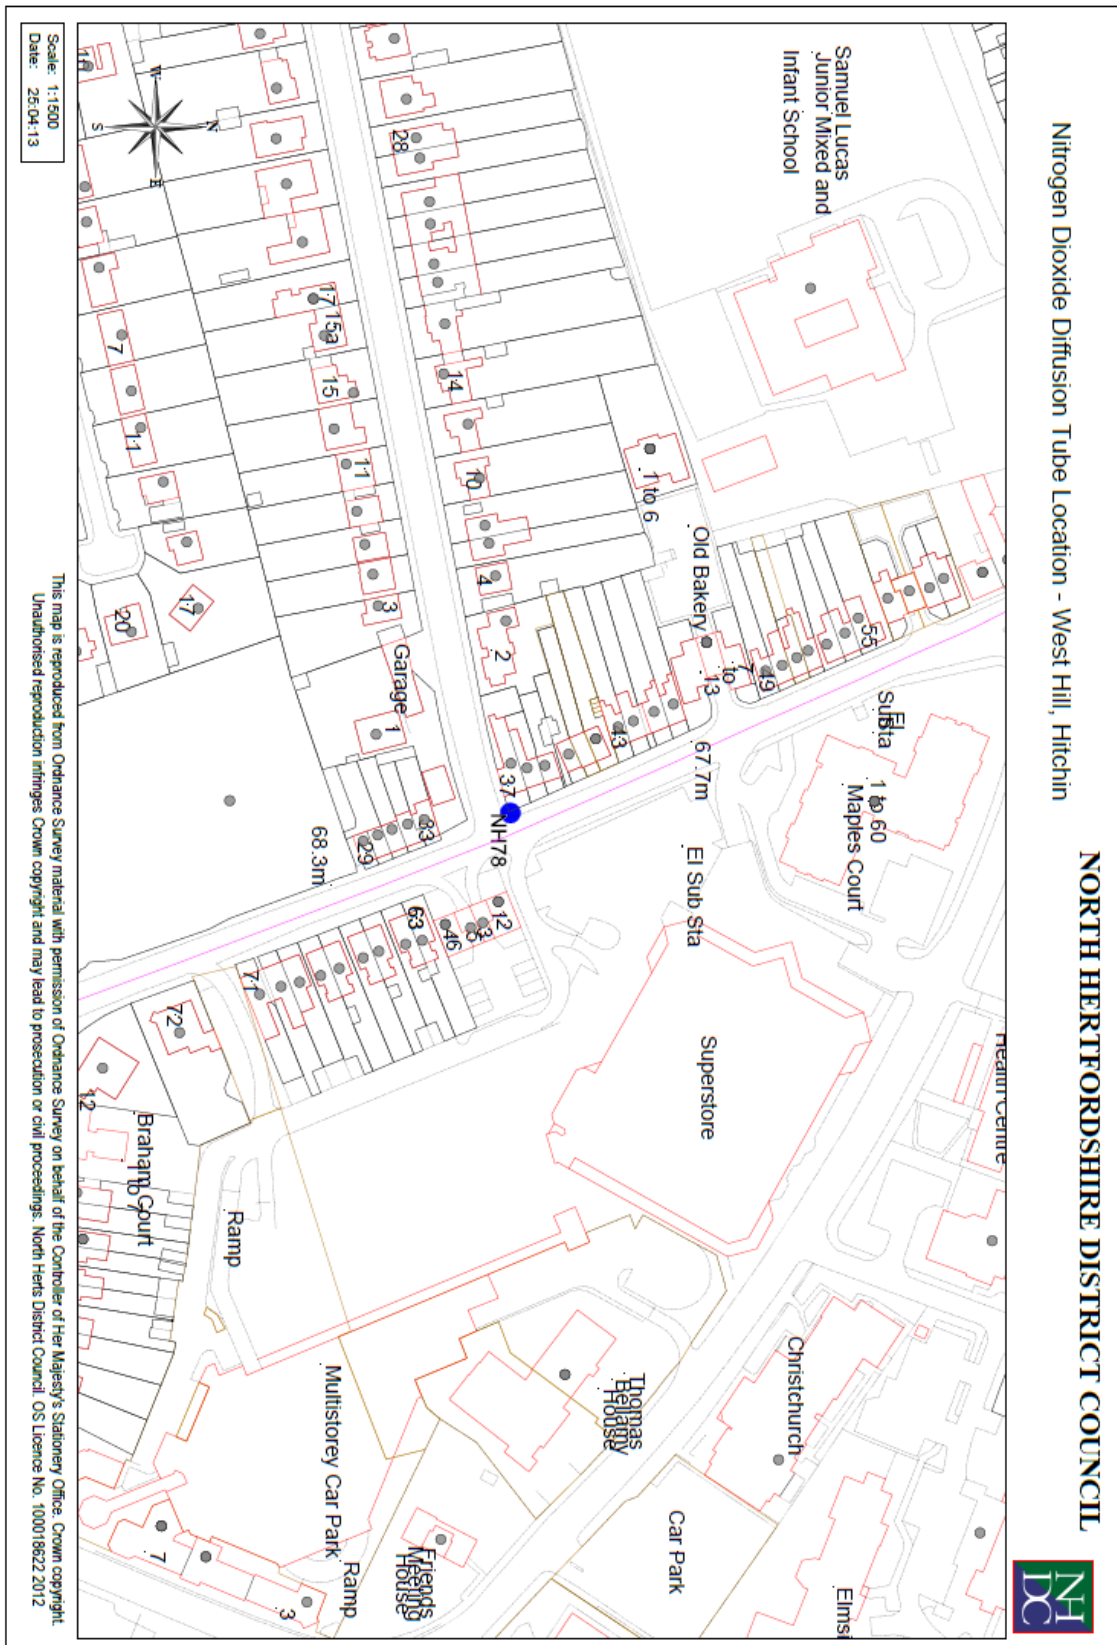 Nitrogen Dioxide Diffusion Tube Location - West Hill, Hitchin
NORTH HERTFORDSHIRE DISTRICT COUNCIL
NH
DC
Samuel Lucas
Junior Mixed and
Infant School
Health Centre
1 to 6
Old Bakery
7
to
13
49
55
El
Sub Sta
1 to 60
Maples Court
67.7m
El Sub Sta
Superstore
Christchurch
Elmsi
Car Park
Thomas
Bellamy
House
Friends
Meeting
House
Multistorey Car Park
Ramp
3
7
28
14
10
4
2
43
37
NH78
12
3
46
63
71
72
17
15a
15
11
3
Garage
1
33
29
68.3m
7
11
17
20
Ramp
Braham Court
1 to 7
12
W
N
S
E
Scale: 1:1500
Date: 25:04:13
This map is reproduced from Ordnance Survey material with permission of Ordnance Survey on behalf of the Controller of Her Majesty's Stationery Office. Crown copyright.
Unauthorised reproduction infringes Crown copyright and may lead to prosecution or civil proceedings. North Herts District Council. OS Licence No. 100018622 2012